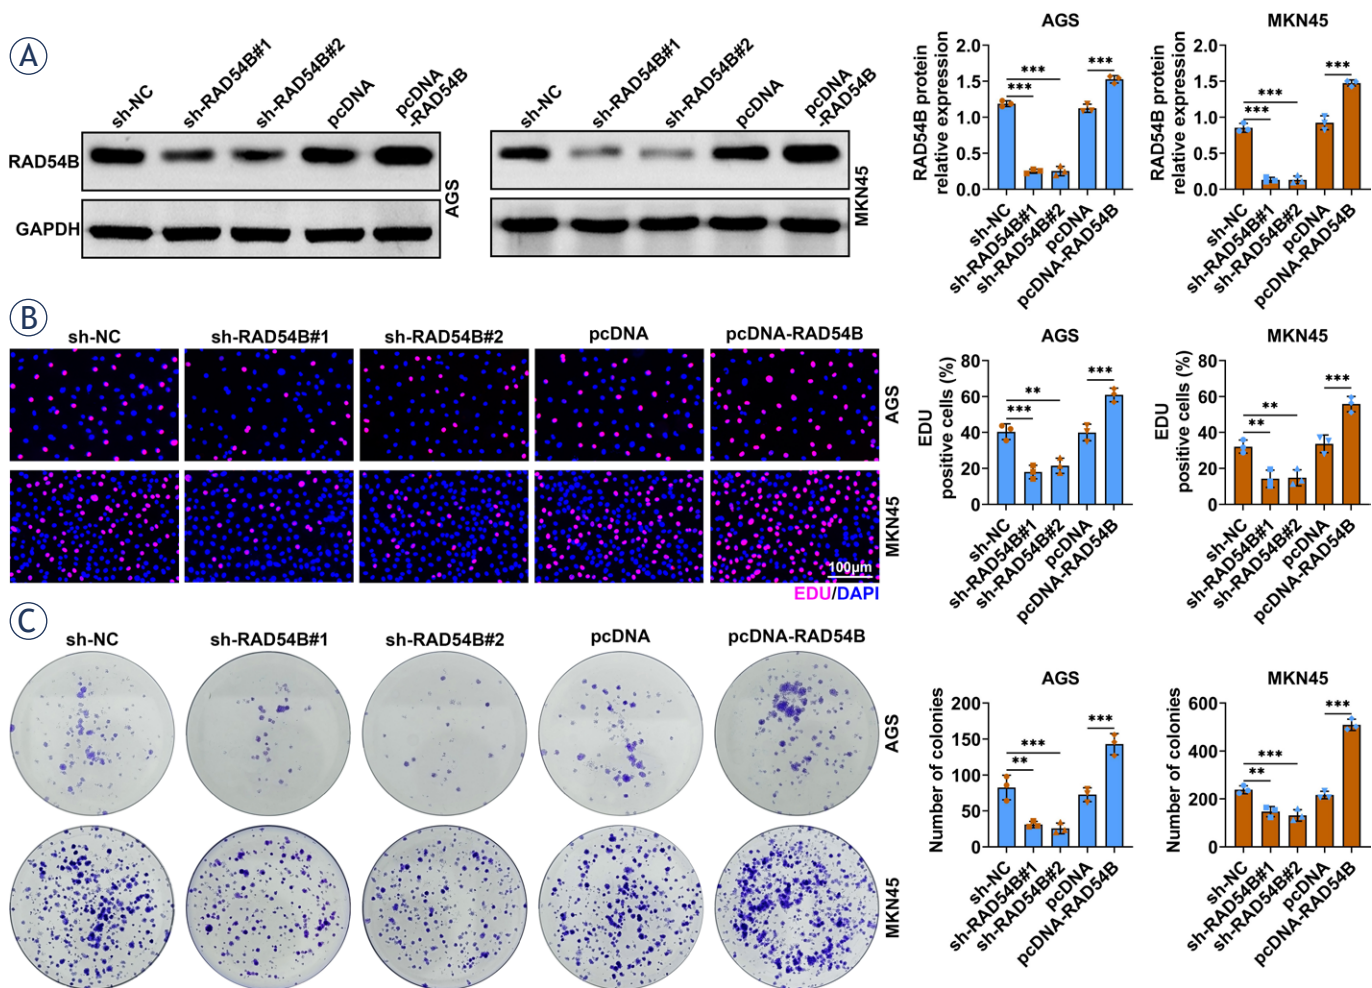 A
sh-NC
sh-RAD54B#1
sh-RAD54B#2
pcDNA
pcDNA
-RAD54B
RAD54B
GAPDH
AGS
sh-NC
sh-RAD54B#1
sh-RAD54B#2
pcDNA
pcDNA
-RAD54B
MKN45
AGS
RAD54B protein
relative expression
2.0
1.5
1.0
0.5
0.0
***
***
***
sh-NC
sh-RAD54B#1
sh-RAD54B#2
pcDNA
pcDNA-RAD54B
MKN45
RAD54B protein
relative expression
2.0
1.5
1.0
0.5
0.0
***
***
***
sh-NC
sh-RAD54B#1
sh-RAD54B#2
pcDNA
pcDNA-RAD54B
B
sh-NC
sh-RAD54B#1
sh-RAD54B#2
pcDNA
pcDNA-RAD54B
AGS
MKN45
100μm
EDU/DAPI
AGS
EDU
positive cells (%)
80
60
40
20
0
***
**
***
sh-NC
sh-RAD54B#1
sh-RAD54B#2
pcDNA
pcDNA-RAD54B
MKN45
EDU
positive cells (%)
80
60
40
20
0
***
**
**
sh-NC
sh-RAD54B#1
sh-RAD54B#2
pcDNA
pcDNA-RAD54B
C
sh-NC
sh-RAD54B#1
sh-RAD54B#2
pcDNA
pcDNA-RAD54B
AGS
MKN45
AGS
Number of colonies
200
150
100
50
0
***
***
**
sh-NC
sh-RAD54B#1
sh-RAD54B#2
pcDNA
pcDNA-RAD54B
MKN45
Number of colonies
600
400
200
0
***
***
**
sh-NC
sh-RAD54B#1
sh-RAD54B#2
pcDNA
pcDNA-RAD54B